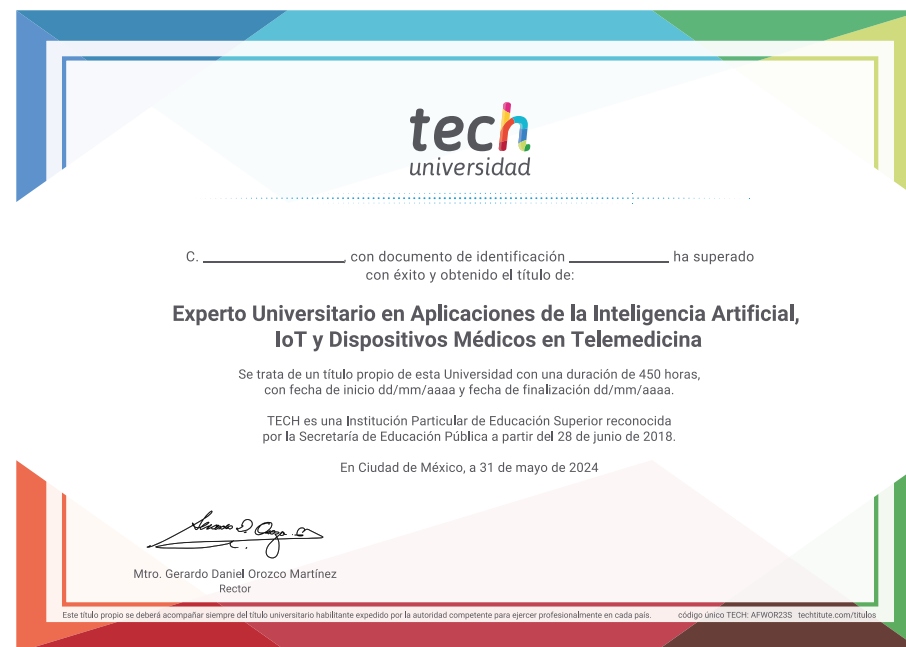 tech
universidad
C. ____________, con documento de identificación ____________ ha superado
con éxito y obtenido el título de:
Experto Universitario en Aplicaciones de la Inteligencia Artificial,
IoT y Dispositivos Médicos en Telemedicina
Se trata de un título propio de esta Universidad con una duración de 450 horas,
con fecha de inicio dd/mm/aaaa y fecha de finalización dd/mm/aaaa.
TECH es una Institución Particular de Educación Superior reconocida
por la Secretaría de Educación Pública a partir del 28 de junio de 2018.
En Ciudad de México, a 31 de mayo de 2024
Mtro. Gerardo Daniel Orozco Martínez
Rector
Este título propio se deberá acompañar siempre del título universitario habilitante expedido por la autoridad competente para ejercer profesionalmente en cada país. código único TECH: AFWOR23S techtitute.com/titulos